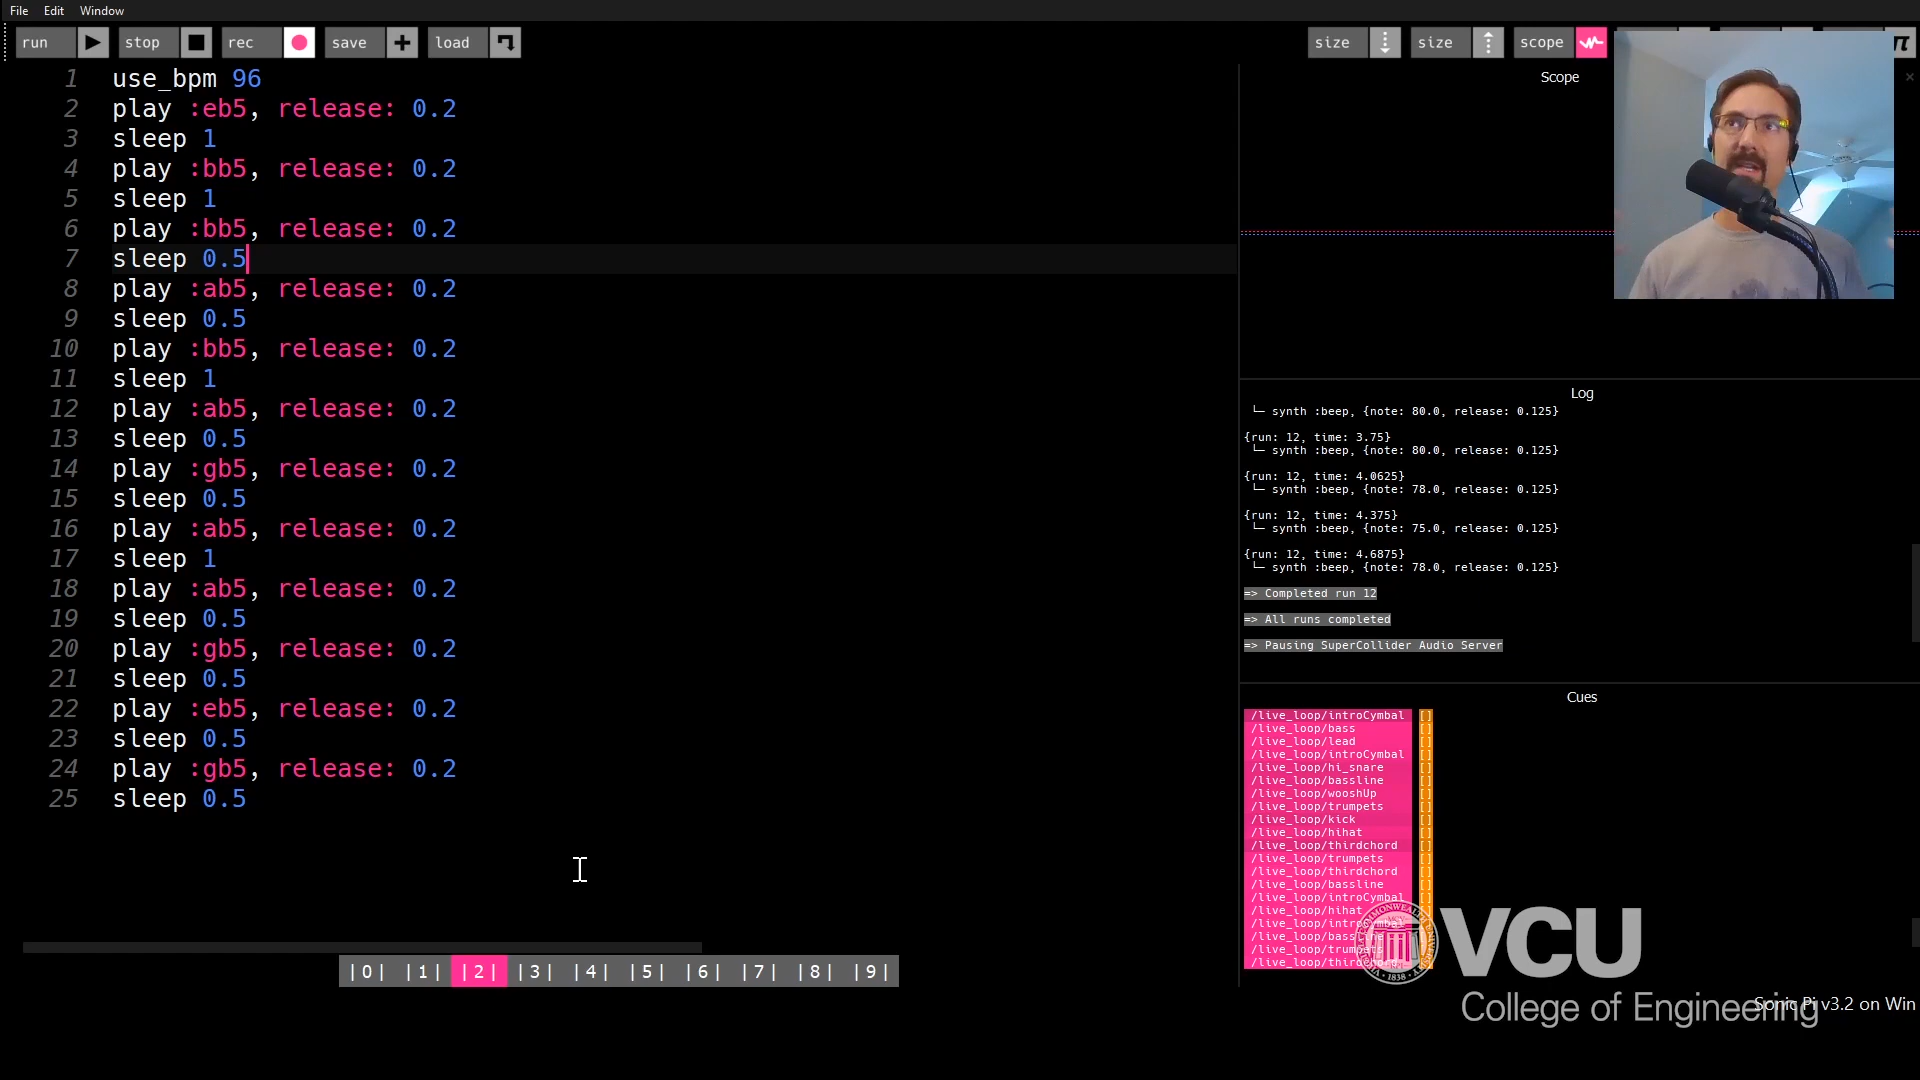 File Edit Window
run stop rec save load size size scope
1 use_bpm 96
2 play :eb5, release: 0.2
3 sleep 1
4 play :bb5, release: 0.2
5 sleep 1
6 play :bb5, release: 0.2
7 sleep 0.5
8 play :ab5, release: 0.2
9 sleep 0.5
10 play :bb5, release: 0.2
11 sleep 1
12 play :ab5, release: 0.2
13 sleep 0.5
14 play :gb5, release: 0.2
15 sleep 0.5
16 play :ab5, release: 0.2
17 sleep 1
18 play :ab5, release: 0.2
19 sleep 0.5
20 play :gb5, release: 0.2
21 sleep 0.5
22 play :eb5, release: 0.2
23 sleep 0.5
24 play :gb5, release: 0.2
25 sleep 0.5
|0| |1| |2| |3| |4| |5| |6| |7| |8| |9|
Scope
Log
└─ synth :beep, {note: 80.0, release: 0.125}
{run: 12, time: 3.75}
└─ synth :beep, {note: 80.0, release: 0.125}
{run: 12, time: 4.0625}
└─ synth :beep, {note: 78.0, release: 0.125}
{run: 12, time: 4.375}
└─ synth :beep, {note: 75.0, release: 0.125}
{run: 12, time: 4.6875}
└─ synth :beep, {note: 78.0, release: 0.125}
=> Completed run 12
=> All runs completed
=> Pausing SuperCollider Audio Server
Cues
/live_loop/introCymbal []
/live_loop/bass []
/live_loop/lead []
/live_loop/introCymbal []
/live_loop/hi_snare []
/live_loop/bassline []
/live_loop/wooshUp []
/live_loop/trumpets []
/live_loop/kick []
/live_loop/hihat []
/live_loop/thirdchord []
/live_loop/trumpets []
/live_loop/thirdchord []
/live_loop/bassline []
/live_loop/introCymbal []
/live_loop/hihat
VCU
College of Engineering
Sonic Pi v3.2 on Win